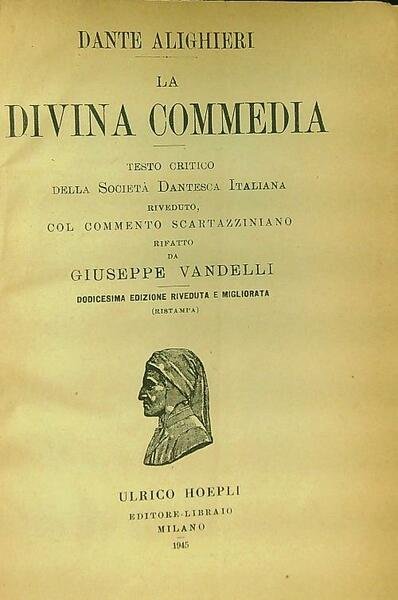 DANTE ALIGHIERI
LA
DIVINA COMMEDIA
TESTO CRITICO
DELLA SOCIETÀ DANTESCA ITALIANA
RIVEDUTO,
COL COMMENTO SCARTAZZINIANO
RIFATTO
DA
GIUSEPPE VANDELLI
DODICESIMA EDIZIONE RIVEDUTA E MIGLIORATA
(RISTAMPA)
ULRICO HOEPLI
EDITORE-LIBRAIO
MILANO
1945